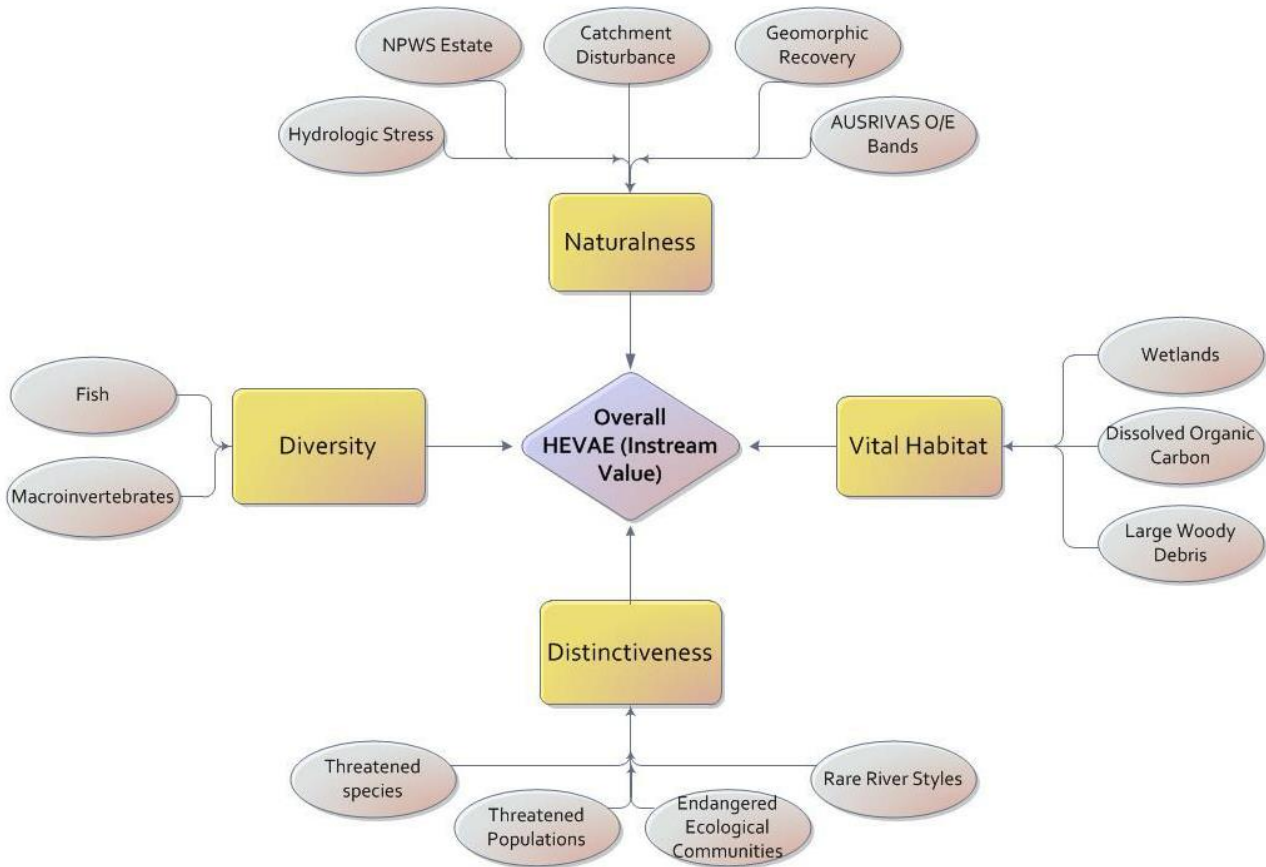 NPWS Estate
Catchment
Disturbance
Geomorphic
Recovery
Hydrologic Stress
AUSRIVAS O/E
Bands
Naturalness
Fish
Macroinvertebrates
Diversity
Overall
HEVAE (Instream
Value)
Vital Habitat
Wetlands
Dissolved Organic
Carbon
Large Woody
Debris
Distinctiveness
Threatened
species
Threatened
Populations
Endangered
Ecological
Communities
Rare River Styles